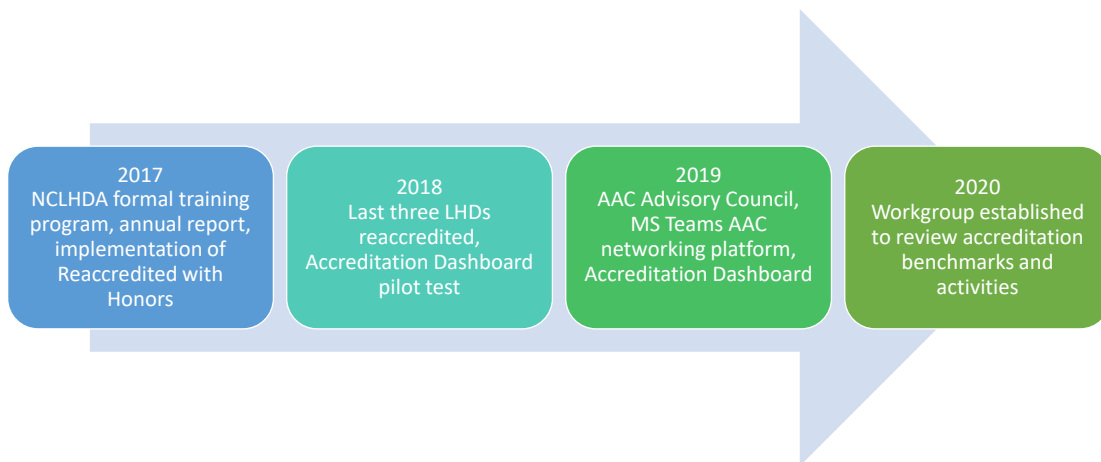 2017
NCLHDA formal training
program, annual report,
implementation of
Reaccredited with
Honors
2018
Last three LHDs
reaccredited,
Accreditation Dashboard
pilot test
2019
AAC Advisory Council,
MS Teams AAC
networking platform,
Accreditation Dashboard
2020
Workgroup established
to review accreditation
benchmarks and
activities